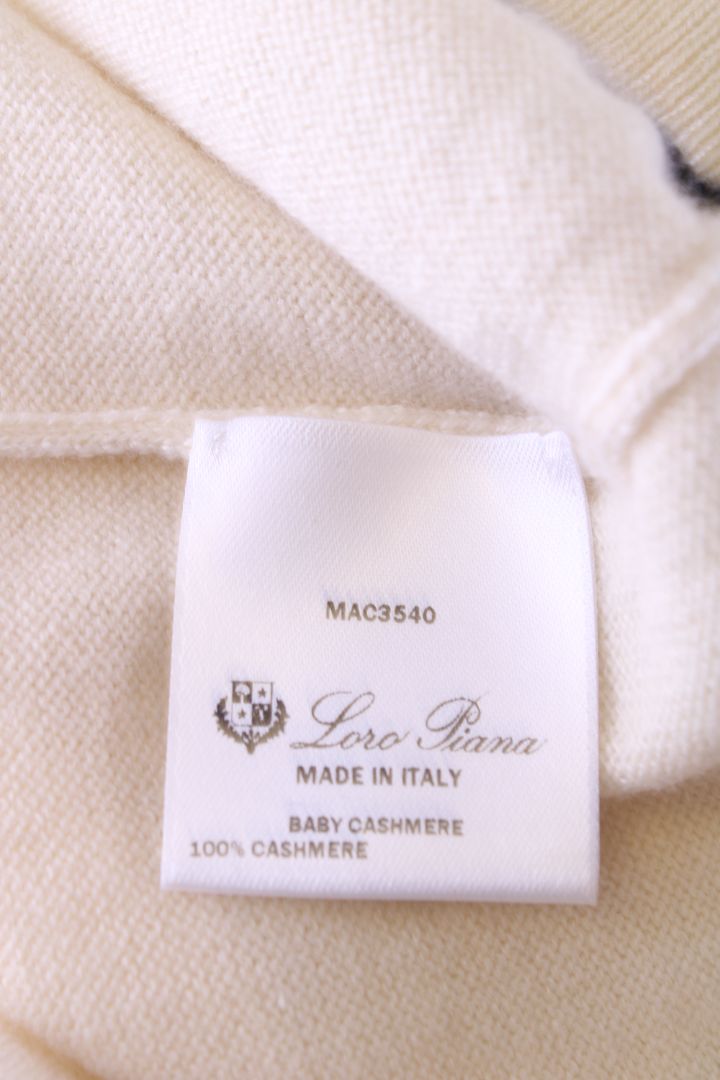 MAC3540
Loro Piana
MADE IN ITALY
BABY CASHMERE
100% CASHMERE